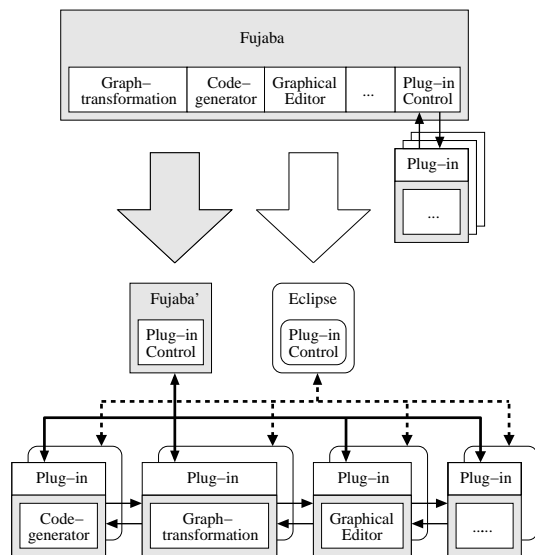 Fujaba
Graph–
transformation
Code–
generator
Graphical
Editor
...
Plug–in
Control
Plug–in
...
Fujaba’
Plug–in
Control
Eclipse
Plug–in
Control
Plug–in
Plug–in
Plug–in
Plug–in
Code–
generator
Graph–
transformation
Graphical
Editor
.....